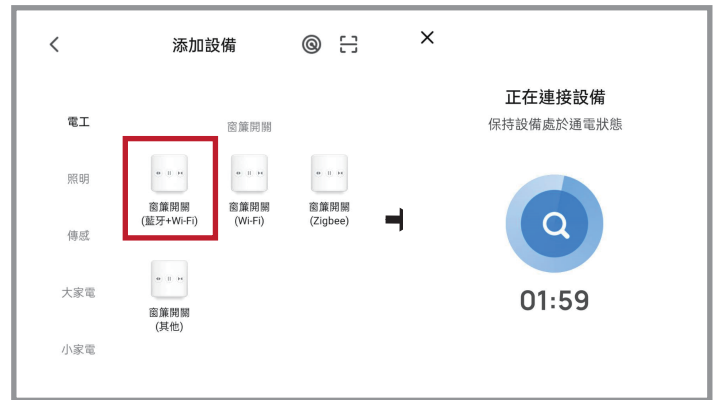 添加設備
電工
照明
傳感
大家電
小家電
窗簾開關
窗簾開關
(藍牙+Wi-Fi)
窗簾開關
(Wi-Fi)
窗簾開關
(Zigbee)
窗簾開關
(其他)
正在連接設備
保持設備處於通電狀態
01:59